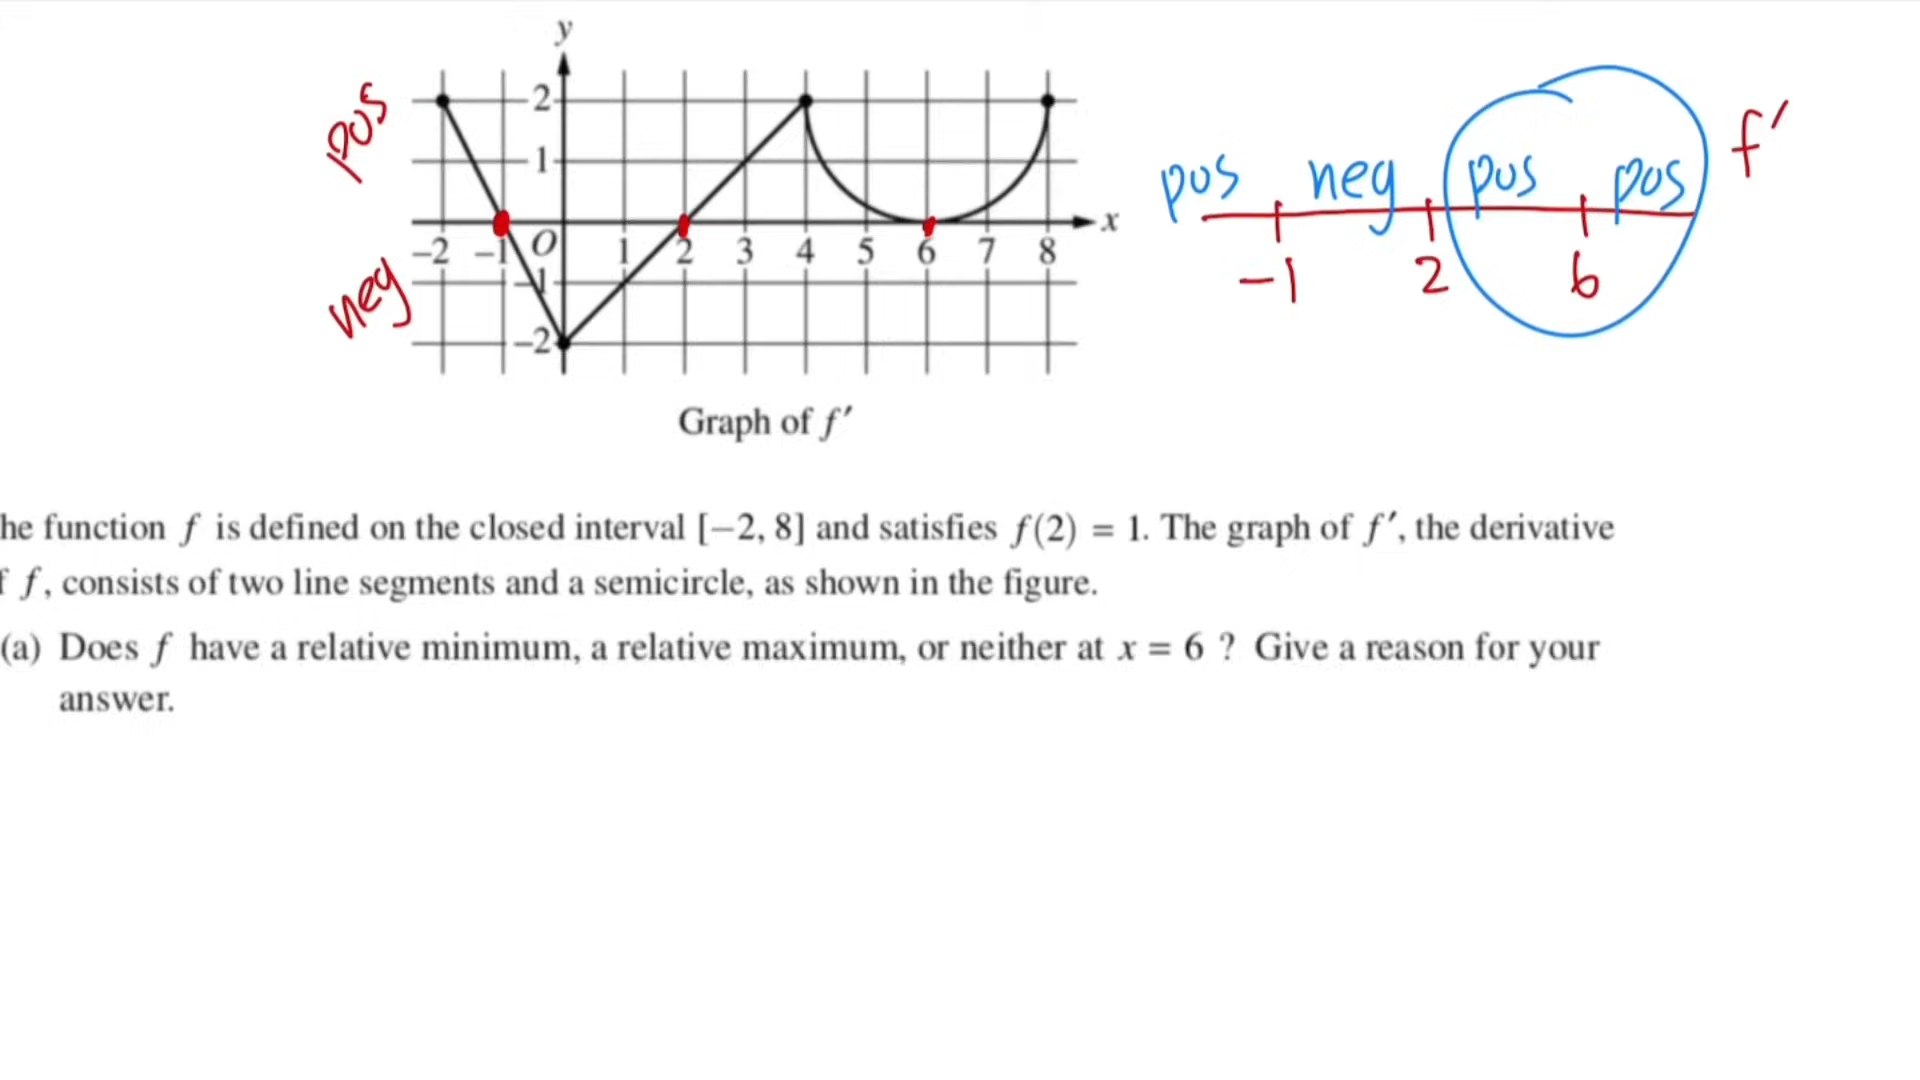 y
pos
2
1
pos neg pos pos f′
-2 -1 O 1 2 3 4 5 6 7 8 x
-1 2 6
neg
-1
-2
Graph of f′
he function f is defined on the closed interval [−2, 8] and satisfies f(2) = 1. The graph of f′, the derivative
f f, consists of two line segments and a semicircle, as shown in the figure.
(a) Does f have a relative minimum, a relative maximum, or neither at x = 6 ? Give a reason for your
answer.